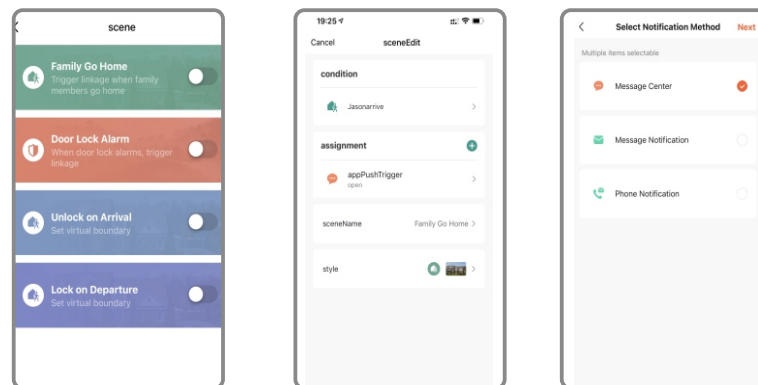 scene
Family Go Home
Trigger linkage when family
members go home
Door Lock Alarm
When door lock alarms, trigger
linkage
Unlock on Arrival
Set virtual boundary
Lock on Departure
Set virtual boundary
19:25
Cancel sceneEdit
condition
Jasonarrive
assignment
appPushTrigger
open
sceneName Family Go Home
style
Select Notification Method Next
Multiple items selectable
Message Center
Message Notification
Phone Notification